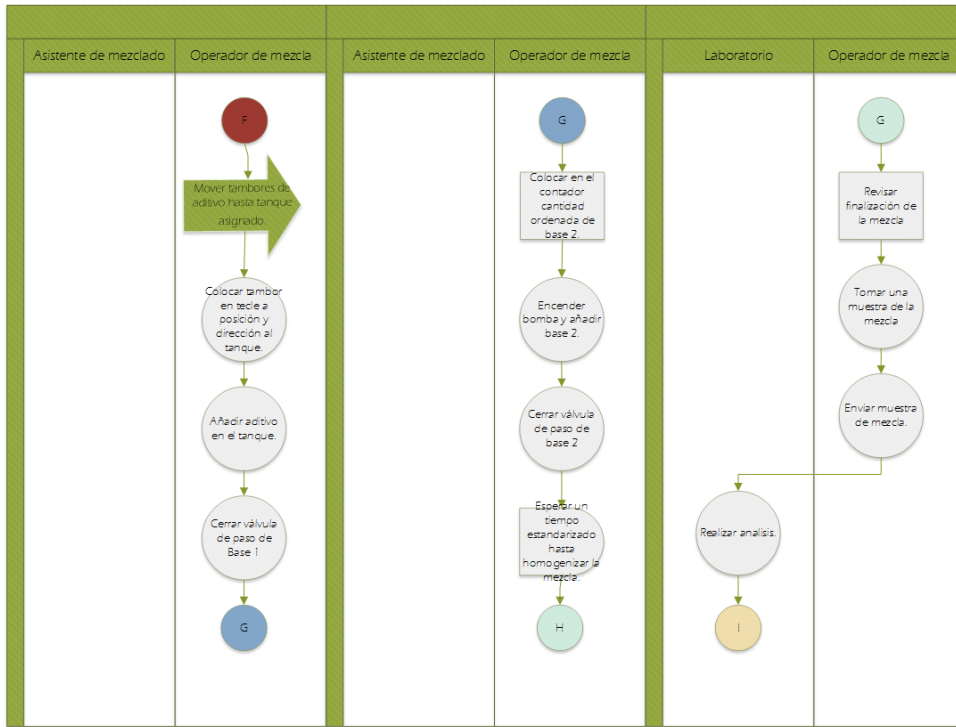 Asistente de mezclado
Operador de mezcla
F
Mover tambores de
aditivo hasta tanque
asignado.
Colocar tambor
en tecle a
posición y
dirección al
tanque.
Añadir aditivo
en el tanque.
Cerrar válvula
de paso de
Base 1
G
Asistente de mezclado
Operador de mezcla
G
Colocar en el
contador
cantidad
ordenada de
base 2.
Encender
bomba y añadir
base 2.
Cerrar válvula
de paso de
base 2
Esperar un
tiempo
estandarizado
hasta
homogenizar la
mezcla.
H
Laboratorio
Operador de mezcla
G
Revisar
finalización de
la mezcla
Tomar una
muestra de la
mezcla
Enviar muestra
de mezcla.
Realizar analisis.
I